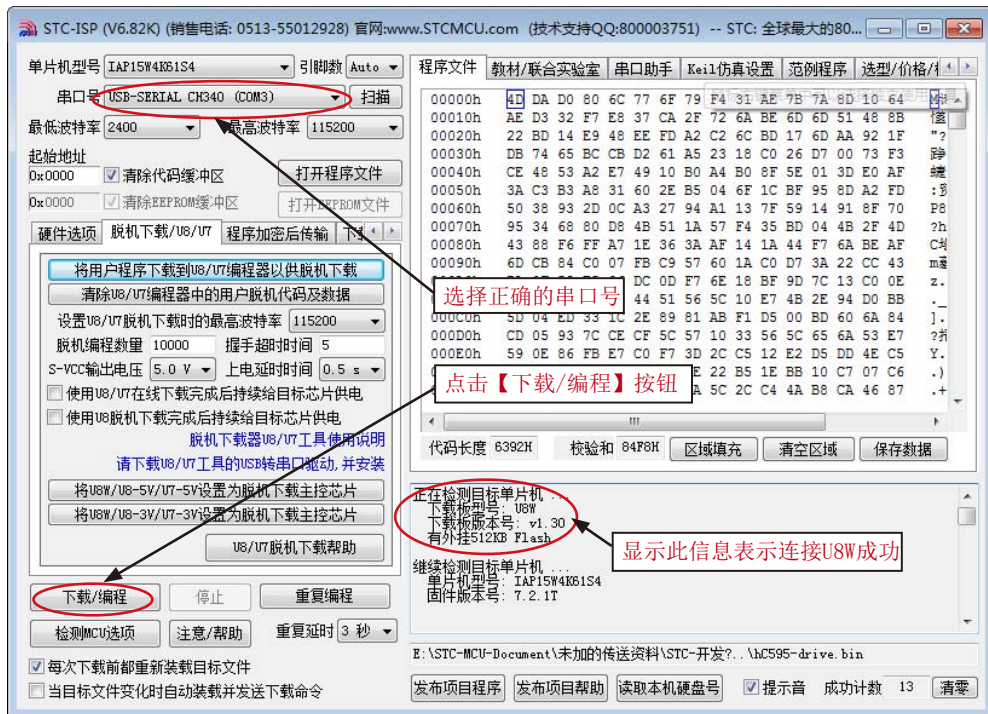 STC-ISP (V6.82K) (销售电话: 0513-55012928) 官网:www.STCMCU.com (技术支持QQ:800003751) -- STC: 全球最大的80...
单片机型号 IAP15W4K61S4 引脚数 Auto
串口号 USB-SERIAL CH340 (COM3) 扫描
最低波特率 2400 最高波特率 115200
起始地址
0x0000 清除代码缓冲区 打开程序文件
0x0000 清除EEPROM缓冲区 打开EEPROM文件
硬件选项 脱机下载/U8/U7 程序加密后传输
将用户程序下载到U8/U7编程器以供脱机下载
清除U8/U7编程器中的用户脱机代码及数据
设置U8/U7脱机下载时的最高波特率 115200
脱机编程数量 10000 握手超时时间 5
S-VCC输出电压 5.0 V 上电延时时间 0.5 s
使用U8/U7在线下载完成后持续给目标芯片供电
使用U8脱机下载完成后持续给目标芯片供电
脱机下载器U8/U7工具使用说明
请下载U8/U7工具的USB转串口驱动,并安装
将U8W/U8-5V/U7-5V设置为脱机下载主控芯片
将U8W/U8-3V/U7-3V设置为脱机下载主控芯片
U8/U7脱机下载帮助
下载/编程 停止 重复编程
检测MCU选项 注意/帮助 重复延时 3 秒
每次下载前都重新装载目标文件
当目标文件变化时自动装载并发送下载命令
程序文件 教材/联合实验室 串口助手 Keil仿真设置 范例程序 选型/价格/
00000h 4D DA D0 80 6C 77 6F 79 F4 31 AE 7B 7A 8D 10 64
00010h AE D3 32 F7 E8 37 CA 2F 72 6A BE 6D 6D 51 48 8B
00020h 22 BD 14 E9 48 EE FD A2 C2 6C BD 17 6D AA 92 1F "?
00030h DB 74 65 BC CB D2 61 A5 23 18 C0 26 D7 00 73 F3
00040h CE 48 53 A2 E7 49 10 B0 A4 B0 8F 5E 01 3D E0 AF
00050h 3A C3 B3 A8 31 60 2E B5 04 6F 1C BF 95 8D A2 FD
00060h 50 38 93 2D 0C A3 27 94 A1 13 7F 59 14 91 8F 70 P8
00070h 95 34 68 80 D8 4B 51 1A 57 F4 35 BD 04 4B 2F 4D ?h
00080h 43 88 F6 FF A7 1E 36 3A AF 14 1A 44 F7 6A BE AF
00090h 6D CB 84 C0 07 FB C9 57 60 1A C0 D7 3A 22 CC 43
DC 0D F7 6E 18 BF 9D 7C 13 C0 0E z.
选择正确的串口号
44 51 56 5C 10 E7 4B 2E 94 D0 BB ._
000C0h 5D 04 ED 33 1C 2E 89 81 AB F1 D5 00 BD 60 6A 84 ].
000D0h CD 05 93 7C CE CF 5C 57 10 33 56 5C 65 6A 53 E7
000E0h 59 0E 86 FB E7 C0 F7 3D 2C C5 12 E2 D5 DD 4E C5 Y.
点击【下载/编程】按钮
22 B5 1E BB 10 C7 07 C6 .)
5C 2C C4 4A B8 CA 46 87 .+
代码长度 6392H 校验和 84F8H 区域填充 清空区域 保存数据
正在检测目标单片机 ...
下载板型号: U8W
下载板版本号: v1.30
有外挂512KB Flash
显示此信息表示连接U8W成功
继续检测目标单片机 ...
单片机型号: IAP15W4K61S4
固件版本号: 7.2.1T
E:\STC-MCU-Document\未加的传送资料\STC-开发?..\hC595-drive.bin
发布项目程序 发布项目帮助 读取本机硬盘号 提示音 成功计数 13 清零